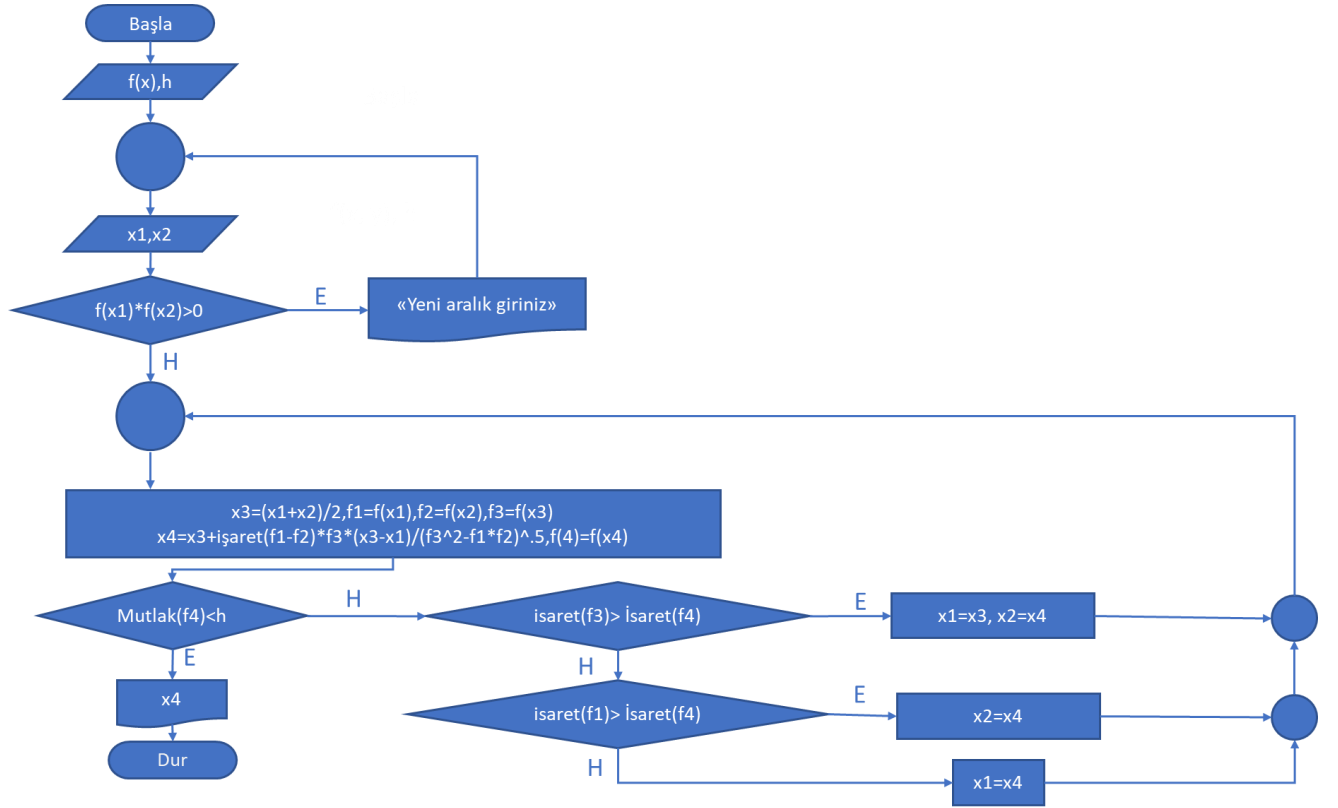 Başla
f(x),h
x1,x2
f(x1)*f(x2)>0
E
«Yeni aralık giriniz»
H
x3=(x1+x2)/2,f1=f(x1),f2=f(x2),f3=f(x3)
x4=x3+işaret(f1-f2)*f3*(x3-x1)/(f3^2-f1*f2)^.5,f(4)=f(x4)
Mutlak(f4)<h
H
isaret(f3)> İsaret(f4)
E
x1=x3, x2=x4
E
H
x4
isaret(f1)> İsaret(f4)
E
x2=x4
Dur
H
x1=x4